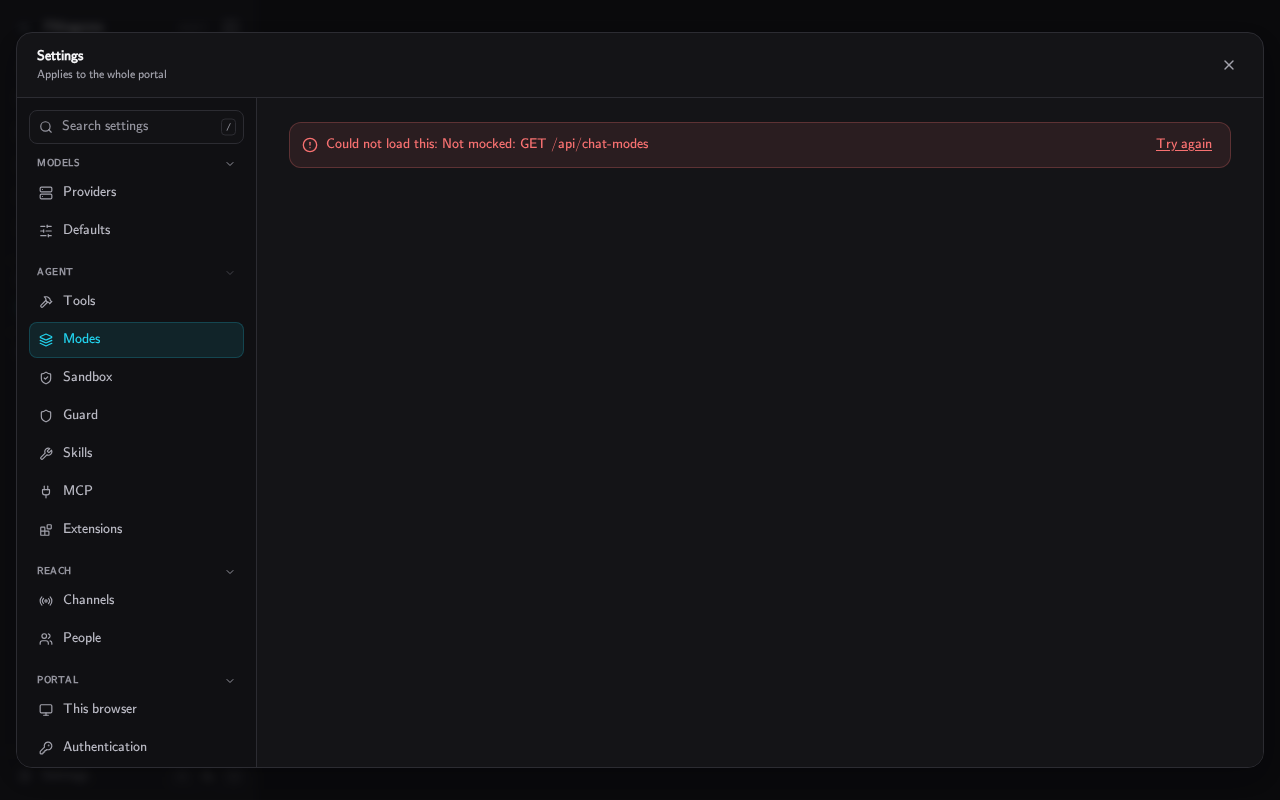 Settings
Applies to the whole portal
Search settings
/
MODELS
Providers
Defaults
AGENT
Tools
Modes
Sandbox
Guard
Skills
MCP
Extensions
REACH
Channels
People
PORTAL
This browser
Authentication
Could not load this: Not mocked: GET /api/chat-modes
Try again